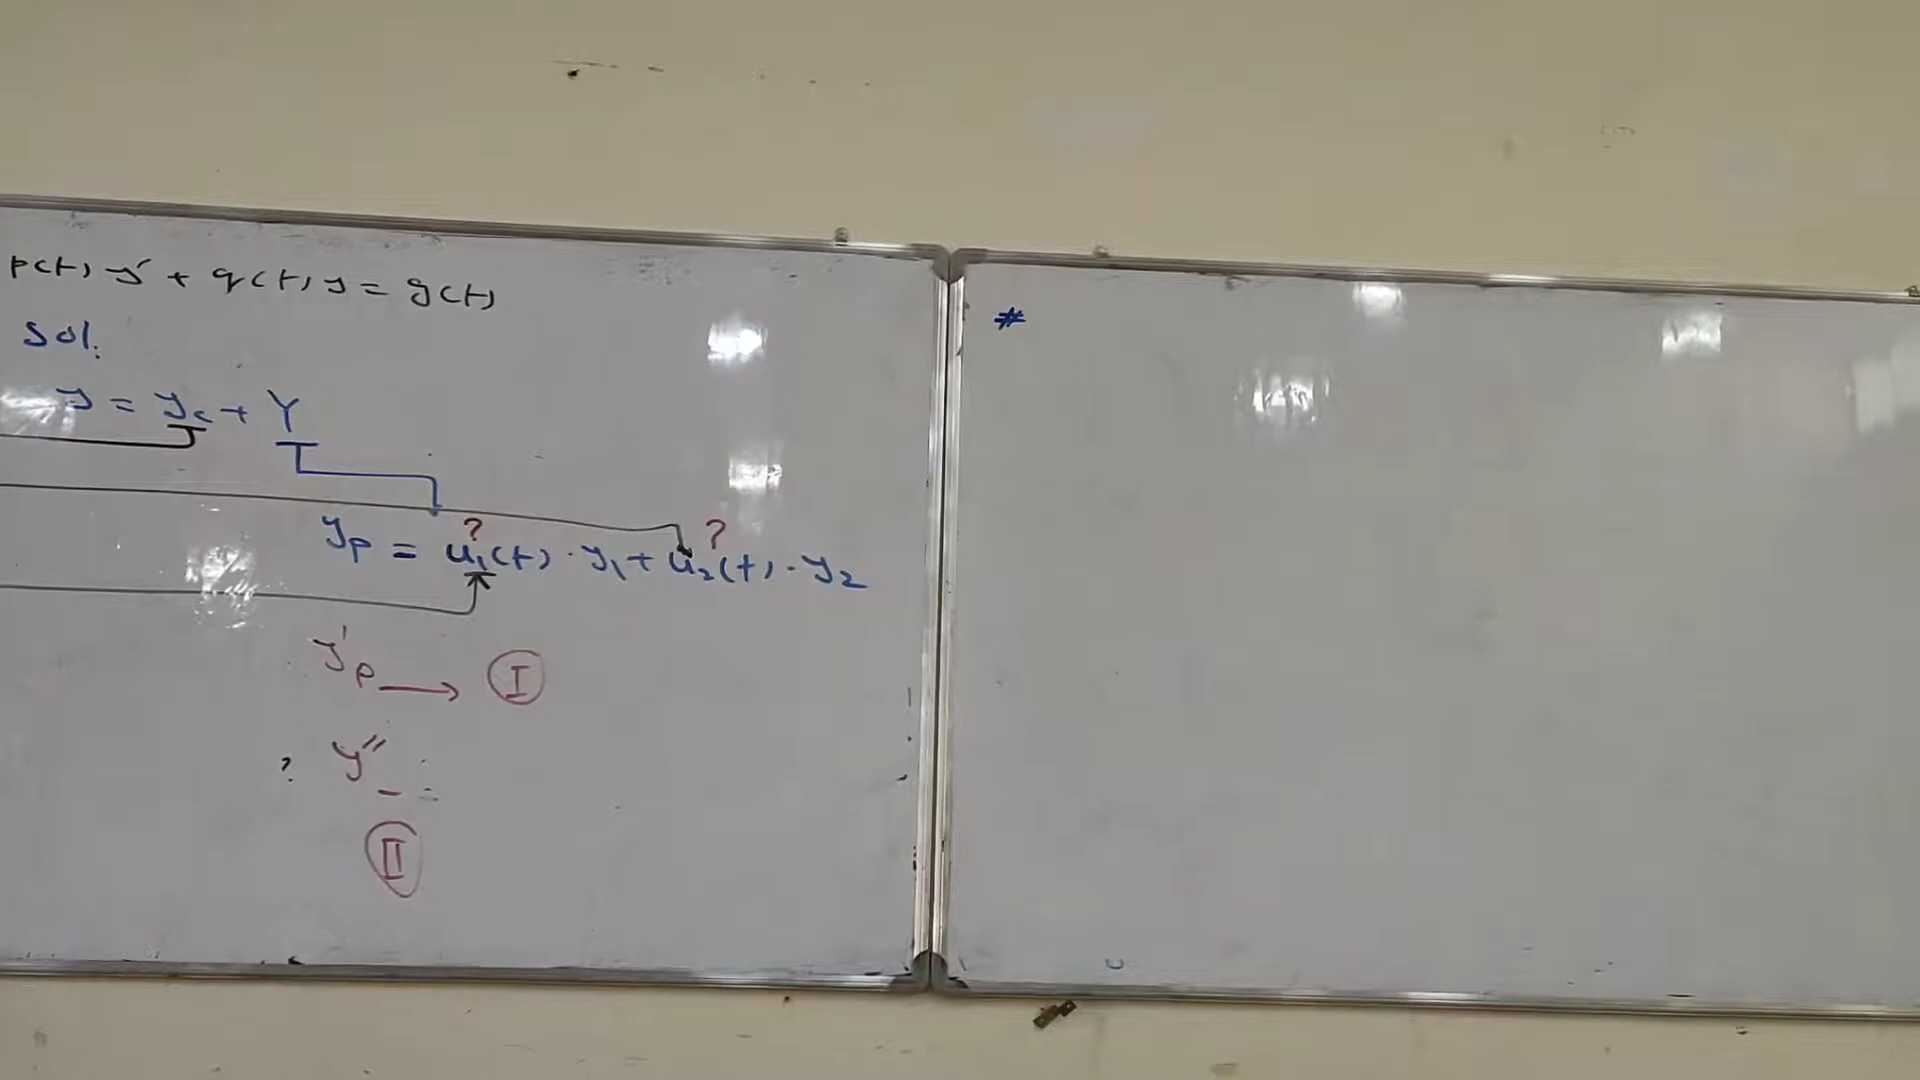 p(t) y' + q(t) y = g(t)
Sol.
y = yc + Y
? ?
yp = u1(t) · y1 + u2(t) · y2
y'p → I
? y''
II
#